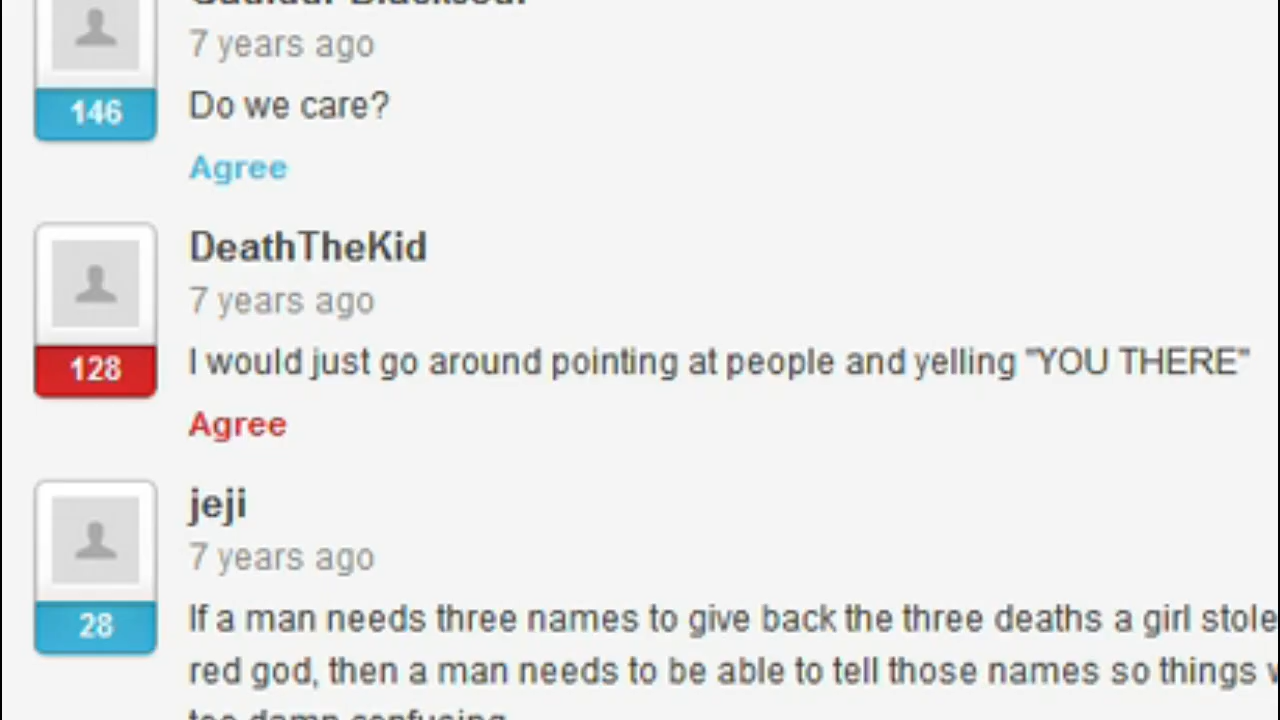 7 years ago
146
Do we care?
Agree
DeathTheKid
7 years ago
128
I would just go around pointing at people and yelling "YOU THERE"
Agree
jeji
7 years ago
28
If a man needs three names to give back the three deaths a girl stole
red god, then a man needs to be able to tell those names so things
too damn confusing